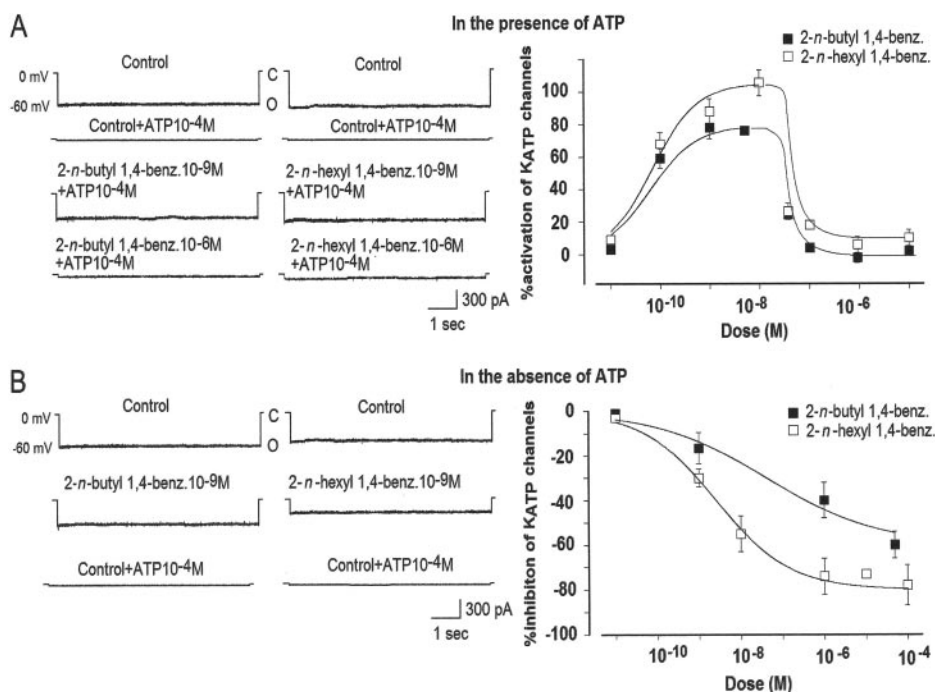 A
In the presence of ATP
Control
Control
0 mV
-60 mV
C
O
Control+ATP10-4M
Control+ATP10-4M
2-n-butyl 1,4-benz.10-9M
+ATP10-4M
2-n-hexyl 1,4-benz.10-9M
+ATP10-4M
2-n-butyl 1,4-benz.10-6M
+ATP10-4M
2-n-hexyl 1,4-benz.10-6M
+ATP10-4M
300 pA
1 sec
%activation of KATP channels
100
80
60
40
20
0
2-n-butyl 1,4-benz.
2-n-hexyl 1,4-benz.
10-10
10-8
10-6
Dose (M)
B
In the absence of ATP
Control
Control
0 mV
-60 mV
C
O
2-n-butyl 1,4-benz.10-9M
2-n-hexyl 1,4-benz.10-9M
Control+ATP10-4M
Control+ATP10-4M
300 pA
1 sec
%inhibiton of KATP channels
0
-20
-40
-60
-80
-100
2-n-butyl 1,4-benz.
2-n-hexyl 1,4-benz.
10-10
10-8
10-6
10-4
Dose (M)